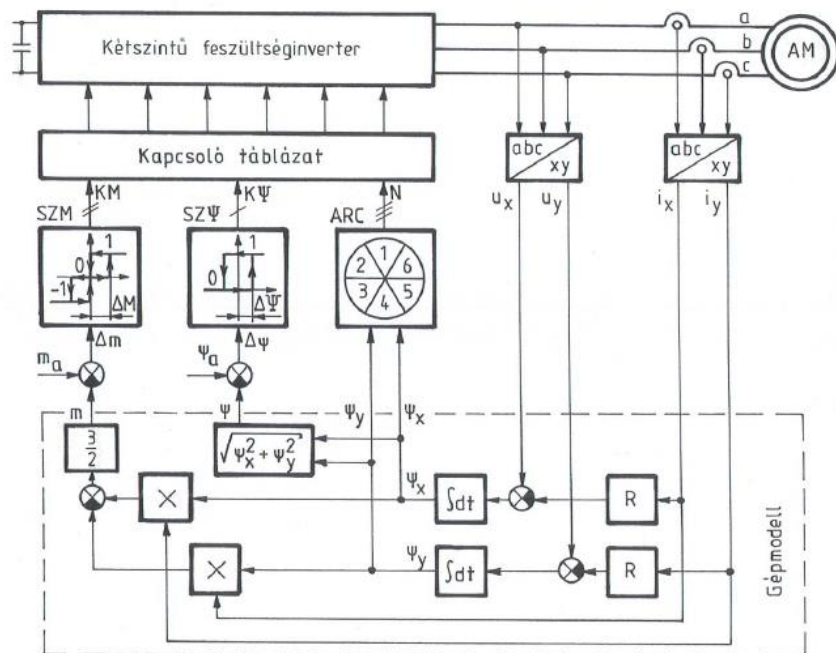 Kétszintű feszültséginverter
a
b
c
AM
Kapcsoló táblázat
abc
xy
abc
xy
KM
KΨ
N
SZM
SZΨ
ARC
u_x
u_y
i_x
i_y
1
0
-1
ΔM
1
0
ΔΨ
1
2
3
4
5
6
Δm
Δψ
m_a
ψ_a
m
ψ
ψ_y
ψ_x
3/2
√ψ_x² + ψ_y²
ψ_x
∫dt
R
×
ψ_y
∫dt
R
×
Gépmodell